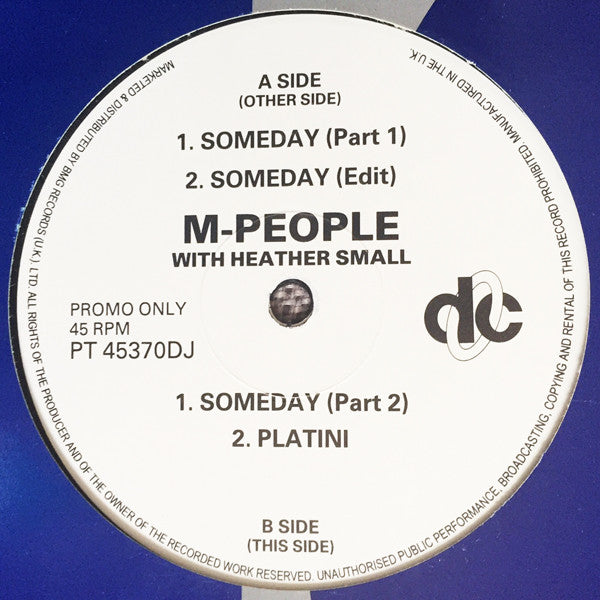 A SIDE
(OTHER SIDE)
1. SOMEDAY (Part 1)
2. SOMEDAY (Edit)
M-PEOPLE
WITH HEATHER SMALL
PROMO ONLY
45 RPM
PT 45370DJ
dc
1. SOMEDAY (Part 2)
2. PLATINI
B SIDE
(THIS SIDE)
MARKETED & DISTRIBUTED BY BMG RECORDS (U.K.), LTD ALL RIGHTS OF THE PRODUCER AND OF THE OWNER OF THE RECORDED WORK RESERVED. UNAUTHORISED PUBLIC PERFORMANCE, BROADCASTING, COPYING AND RENTAL OF THIS RECORD PROHIBITED. MANUFACTURED IN THE U.K.